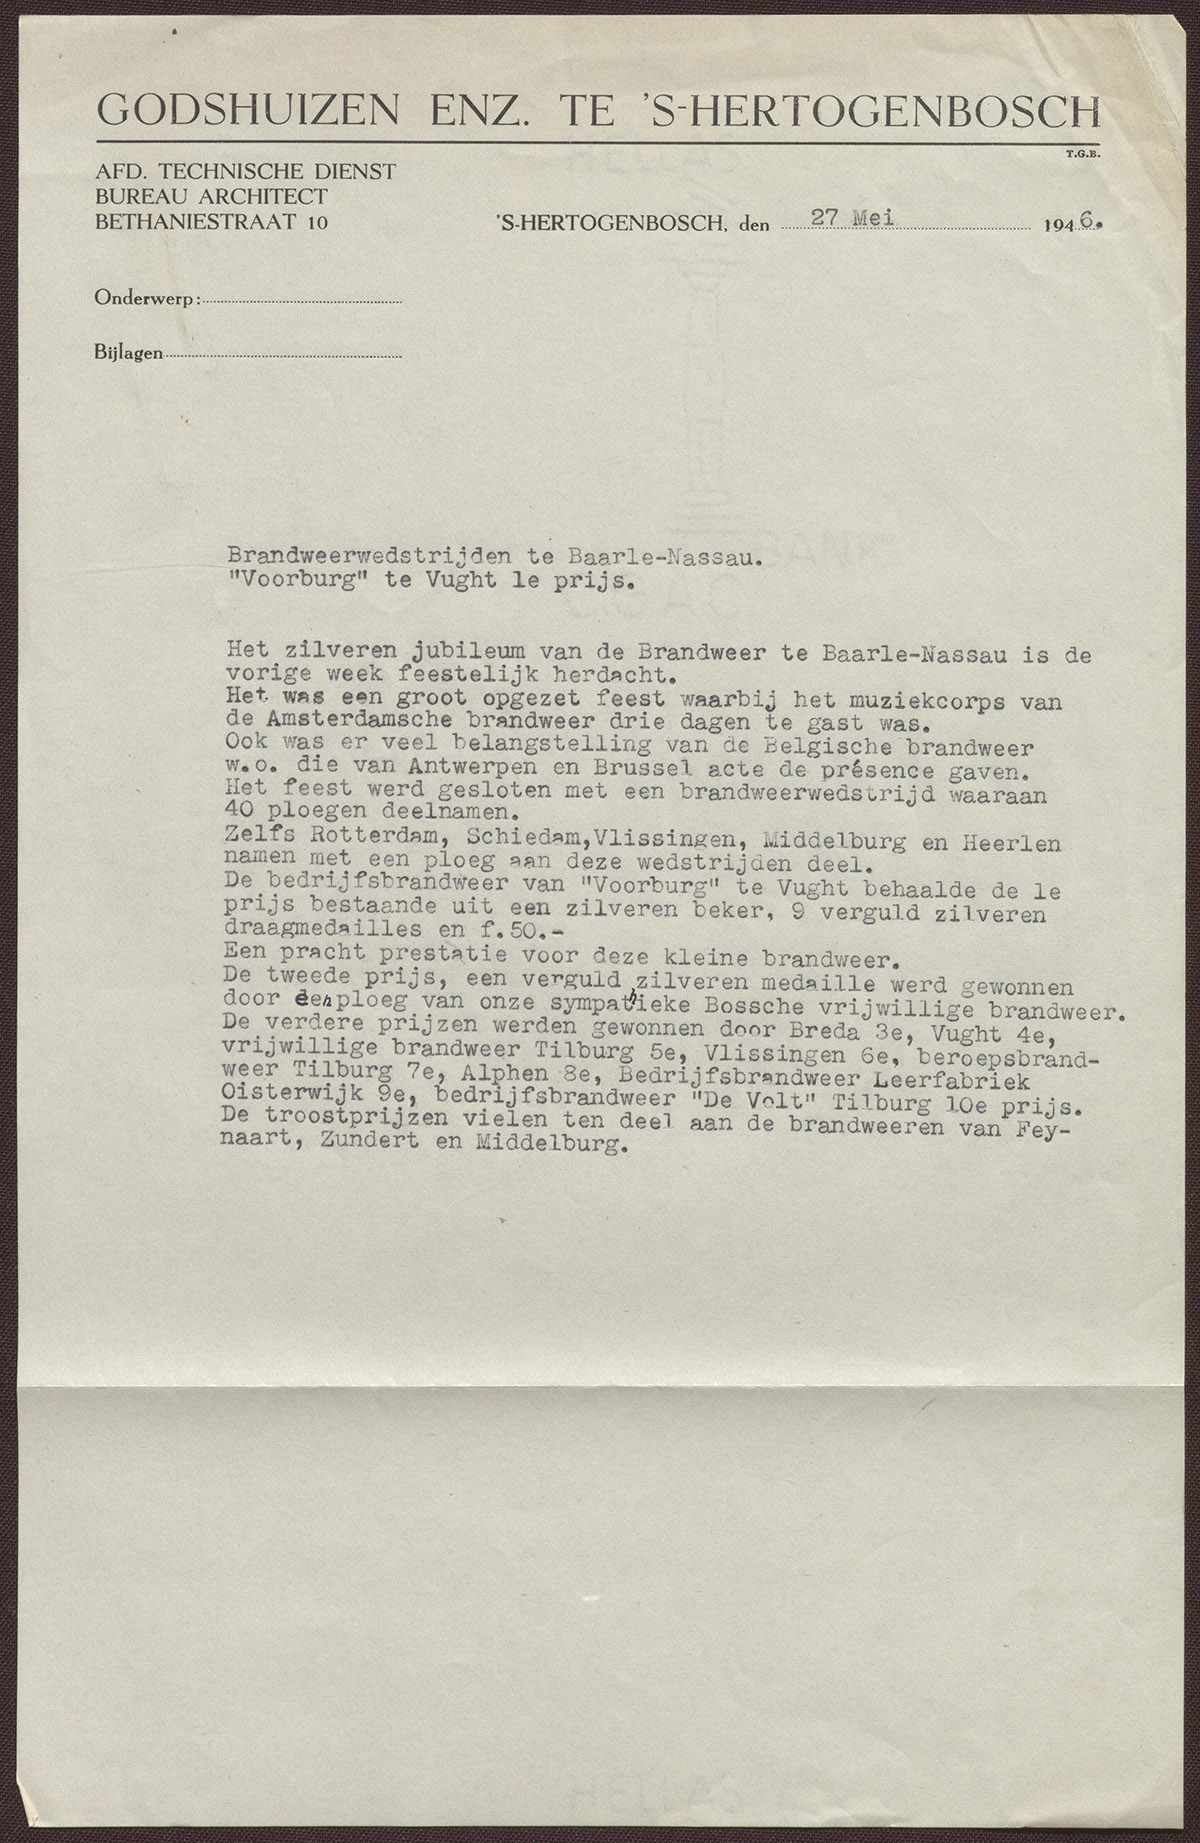 GODSHUIZEN ENZ. TE 'S-HERTOGENBOSCH
T.G.B.
AFD. TECHNISCHE DIENST
BUREAU ARCHITECT
BETHANIESTRAAT 10
'S-HERTOGENBOSCH, den 27 Mei 1946.
Onderwerp:
Bijlagen
Brandweerwedstrijden te Baarle-Nassau.
"Voorburg" te Vught 1e prijs.
Het zilveren jubileum van de Brandweer te Baarle-Nassau is de
vorige week feestelijk herdacht.
Het was een groot opgezet feest waarbij het muziekcorps van
de Amsterdamsche brandweer drie dagen te gast was.
Ook was er veel belangstelling van de Belgische brandweer
w.o. die van Antwerpen en Brussel acte de présence gaven.
Het feest werd gesloten met een brandweerwedstrijd waaraan
40 ploegen deelnamen.
Zelfs Rotterdam, Schiedam,Vlissingen, Middelburg en Heerlen
namen met een ploeg aan deze wedstrijden deel.
De bedrijfsbrandweer van "Voorburg" te Vught behaalde de 1e
prijs bestaande uit een zilveren beker, 9 verguld zilveren
draagmedailles en f.50.-
Een pracht prestatie voor deze kleine brandweer.
De tweede prijs, een verguld zilveren medaille werd gewonnen
door een ploeg van onze sympathieke Bossche vrijwillige brandweer.
De verdere prijzen werden gewonnen door Breda 3e, Vught 4e,
vrijwillige brandweer Tilburg 5e, Vlissingen 6e, beroepsbrand-
weer Tilburg 7e, Alphen 8e, Bedrijfsbrandweer Leerfabriek
Oisterwijk 9e, bedrijfsbrandweer "De Volt" Tilburg 10e prijs.
De troostprijzen vielen ten deel aan de brandweeren van Fey-
naart, Zundert en Middelburg.